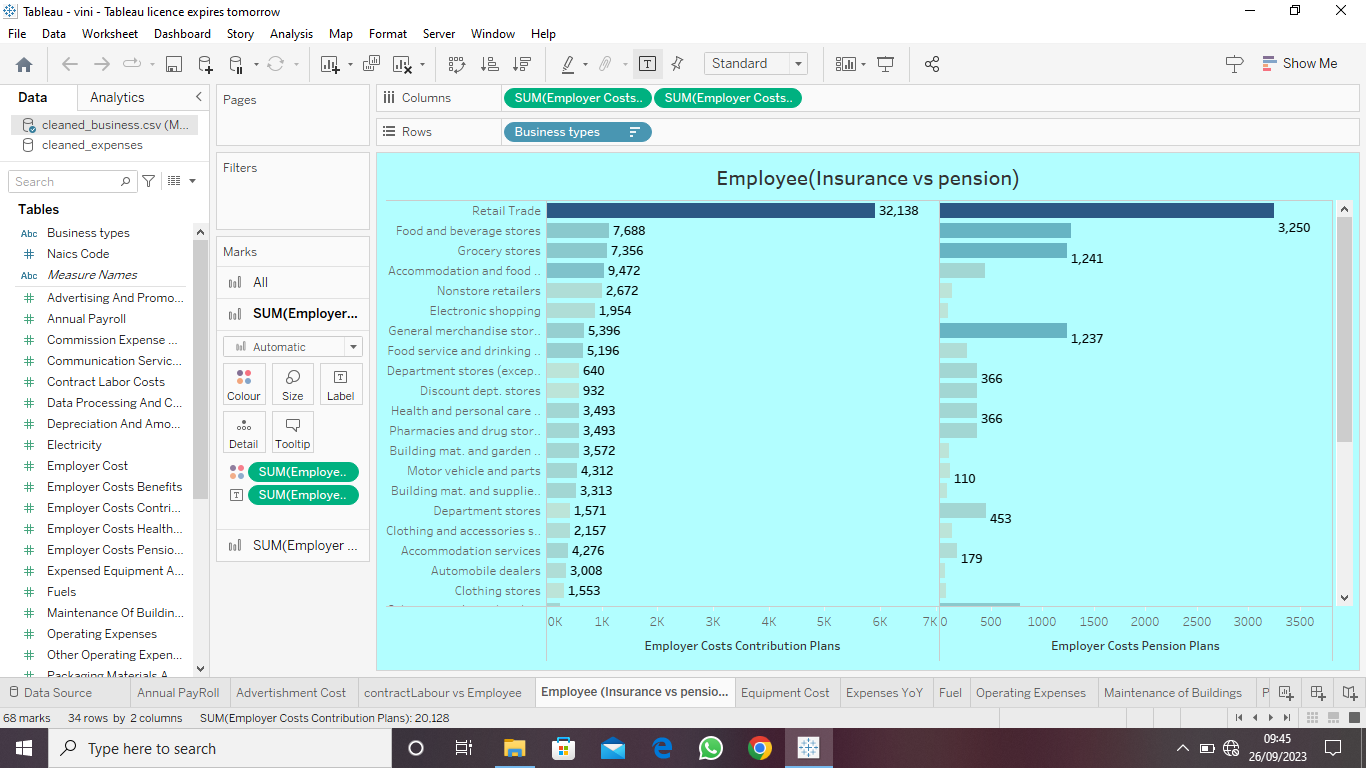 Tableau - vini - Tableau licence expires tomorrow
File Data Worksheet Dashboard Story Analysis Map Format Server Window Help
Standard
Show Me
Data Analytics
cleaned_business.csv (M...
cleaned_expenses
Search
Tables
Abc Business types
# Naics Code
Abc Measure Names
# Advertising And Promo...
# Annual Payroll
# Commission Expense ...
# Communication Servic...
# Contract Labor Costs
# Data Processing And C...
# Depreciation And Amo...
# Electricity
# Employer Cost
# Employer Costs Benefits
# Employer Costs Contri...
# Employer Costs Health...
# Employer Costs Pensio...
# Expensed Equipment A...
# Fuels
# Maintenance Of Buildin...
# Operating Expenses
# Other Operating Expen...
# Packaging Materials A...
Pages
Filters
Marks
All
SUM(Employer...
Automatic
Colour Size Label
Detail Tooltip
SUM(Employe..
SUM(Employe..
SUM(Employer ...
Columns SUM(Employer Costs.. SUM(Employer Costs..
Rows Business types
Employee(Insurance vs pension)
Retail Trade 32,138 3,250
Food and beverage stores 7,688
Grocery stores 7,356 1,241
Accommodation and food .. 9,472
Nonstore retailers 2,672
Electronic shopping 1,954
General merchandise stor.. 5,396 1,237
Food service and drinking .. 5,196
Department stores (excep.. 640 366
Discount dept. stores 932
Health and personal care .. 3,493 366
Pharmacies and drug stor.. 3,493
Building mat. and garden .. 3,572
Motor vehicle and parts 4,312 110
Building mat. and supplie.. 3,313
Department stores 1,571 453
Clothing and accessories s.. 2,157
Accommodation services 4,276 179
Automobile dealers 3,008
Clothing stores 1,553
0K 1K 2K 3K 4K 5K 6K 7K 0 500 1000 1500 2000 2500 3000 3500
Employer Costs Contribution Plans Employer Costs Pension Plans
Data Source Annual PayRoll Advertishment Cost contractLabour vs Employee Employee (Insurance vs pensio... Equipment Cost Expenses YoY Fuel Operating Expenses Maintenance of Buildings P
68 marks 34 rows by 2 columns SUM(Employer Costs Contribution Plans): 20,128
Type here to search
09:45
26/09/2023